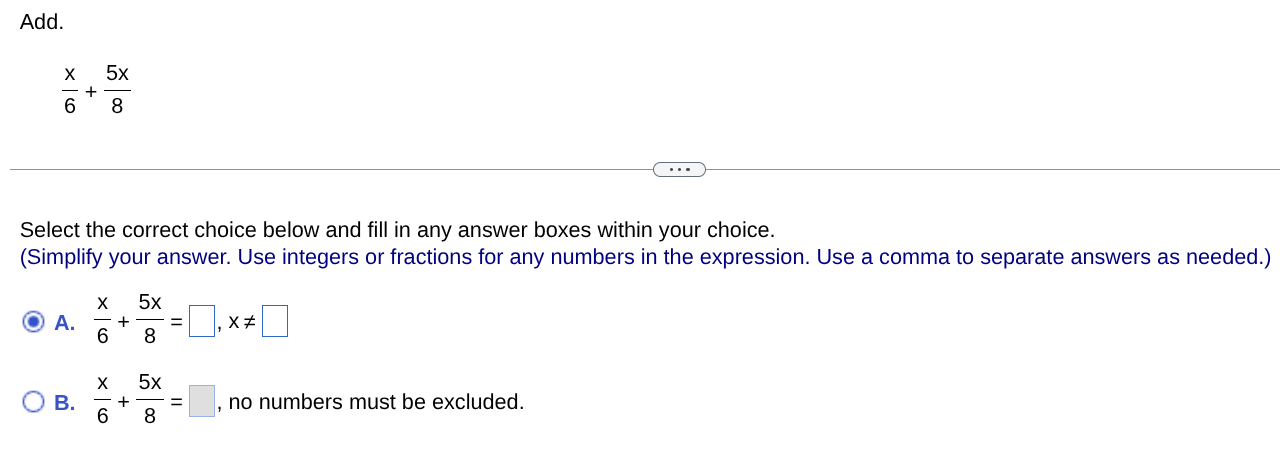 Add.
x/6 + 5x/8
Select the correct choice below and fill in any answer boxes within your choice.
(Simplify your answer. Use integers or fractions for any numbers in the expression. Use a comma to separate answers as needed.)
A. x/6 + 5x/8 = , x ≠
B. x/6 + 5x/8 = , no numbers must be excluded.